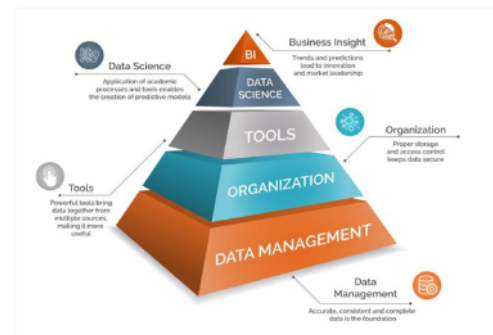 Business Insight
Trends and predictions
lead to innovation
and market leadership
BI
Data Science
Application of academic
processes and tools enables
the creation of predictive models
DATA
SCIENCE
TOOLS
Organization
Proper storage
and access control
keeps data secure
Tools
Powerful tools bring
data together from
multiple sources,
making it more
useful
ORGANIZATION
DATA MANAGEMENT
Data
Management
Accurate, consistent and complete
data is the foundation